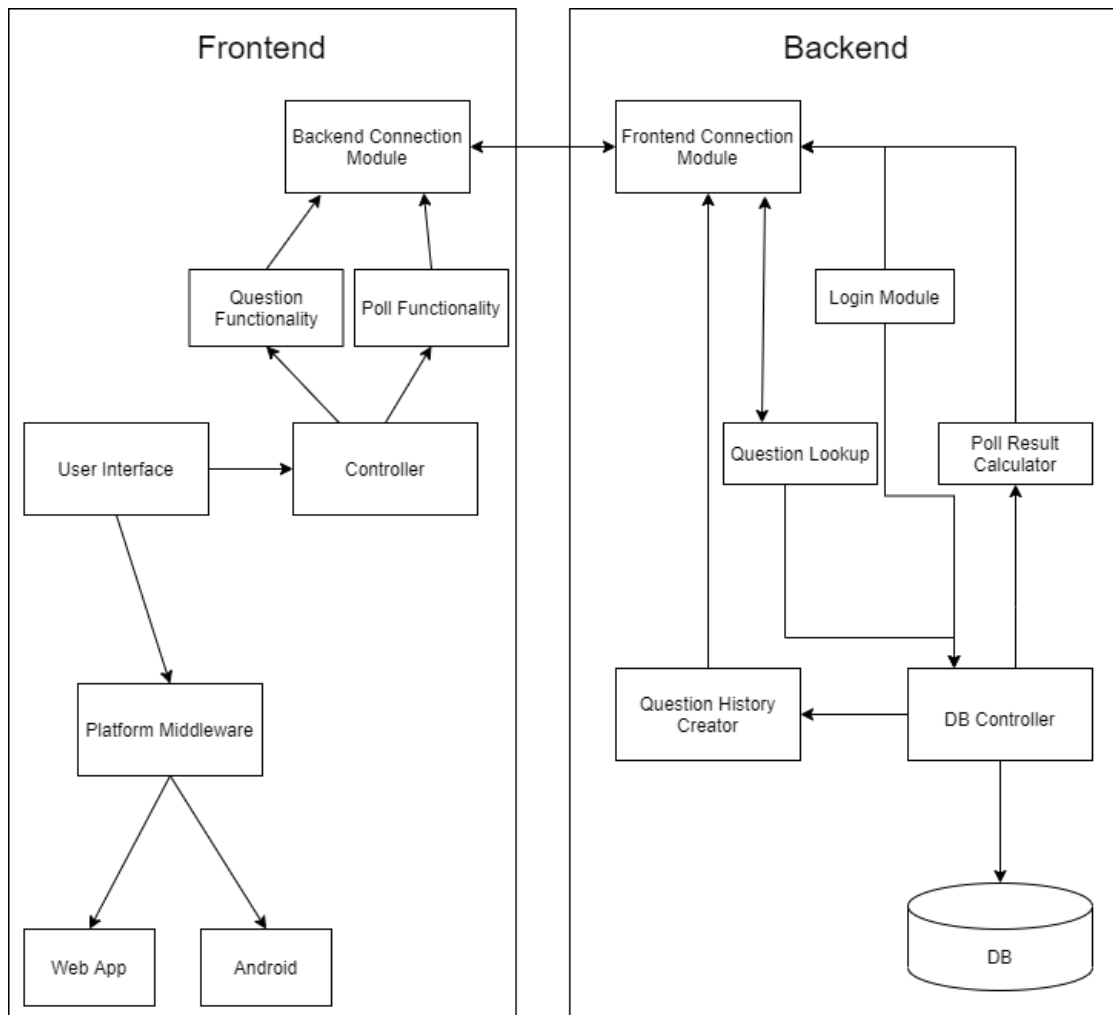 Frontend
Backend Connection
Module
Question
Functionality
Poll Functionality
User Interface
Controller
Platform Middleware
Web App
Android
Backend
Frontend Connection
Module
Login Module
Question Lookup
Poll Result
Calculator
Question History
Creator
DB Controller
DB